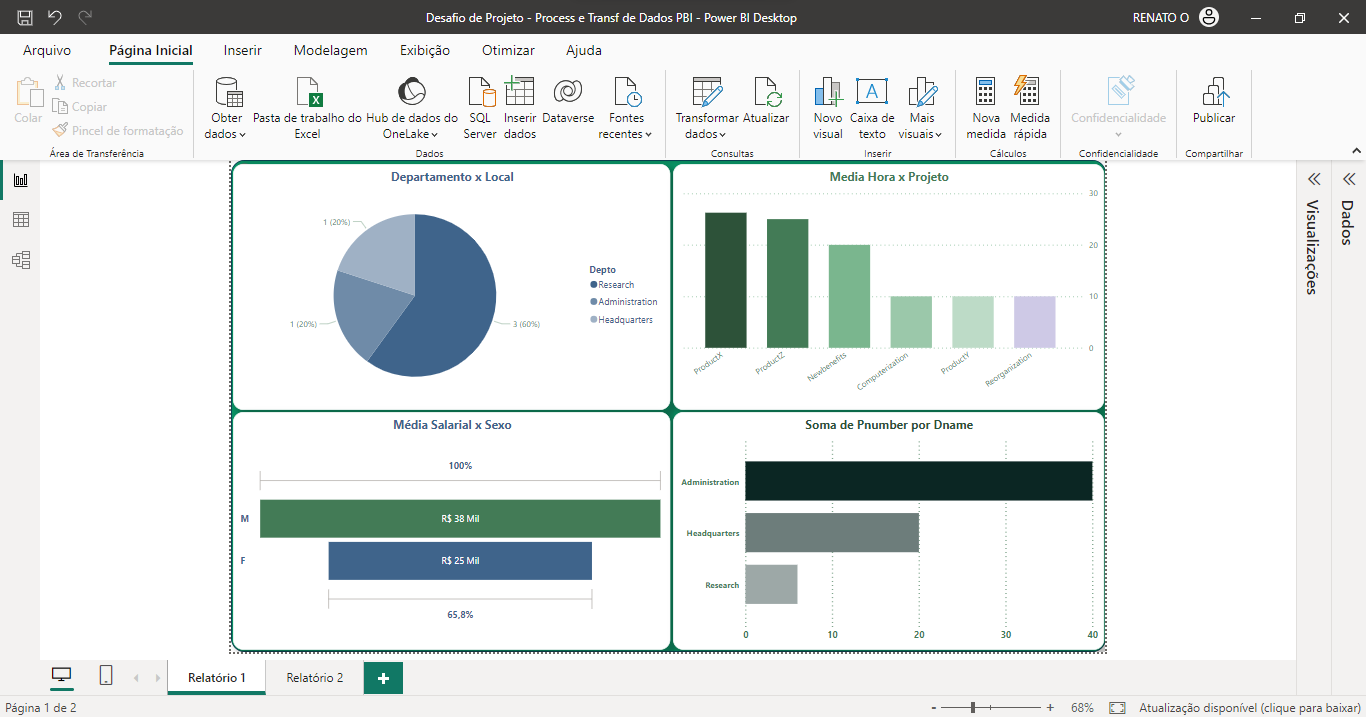 Desafio de Projeto - Process e Transf de Dados PBI - Power BI Desktop
RENATO O
Arquivo
Página Inicial
Inserir
Modelagem
Exibição
Otimizar
Ajuda
Colar
Recortar
Copiar
Pincel de formatação
Área de Transferência
Obter dados
Pasta de trabalho do Excel
Hub de dados do OneLake
SQL Server
Inserir dados
Dataverse
Fontes recentes
Dados
Transformar dados
Atualizar
Consultas
Novo visual
Caixa de texto
Mais visuais
Inserir
Nova medida
Medida rápida
Cálculos
Confidencialidade
Confidencialidade
Publicar
Compartilhar
Departamento x Local
1 (20%)
1 (20%)
3 (60%)
Depto
Research
Administration
Headquarters
Media Hora x Projeto
30
20
10
0
ProductX
ProductZ
Newbenefits
Computerization
ProductY
Reorganization
Média Salarial x Sexo
100%
M
R$ 38 Mil
F
R$ 25 Mil
65,8%
Soma de Pnumber por Dname
Administration
Headquarters
Research
0
10
20
30
40
Visualizações
Dados
Relatório 1
Relatório 2
Página 1 de 2
68%
Atualização disponível (clique para baixar)